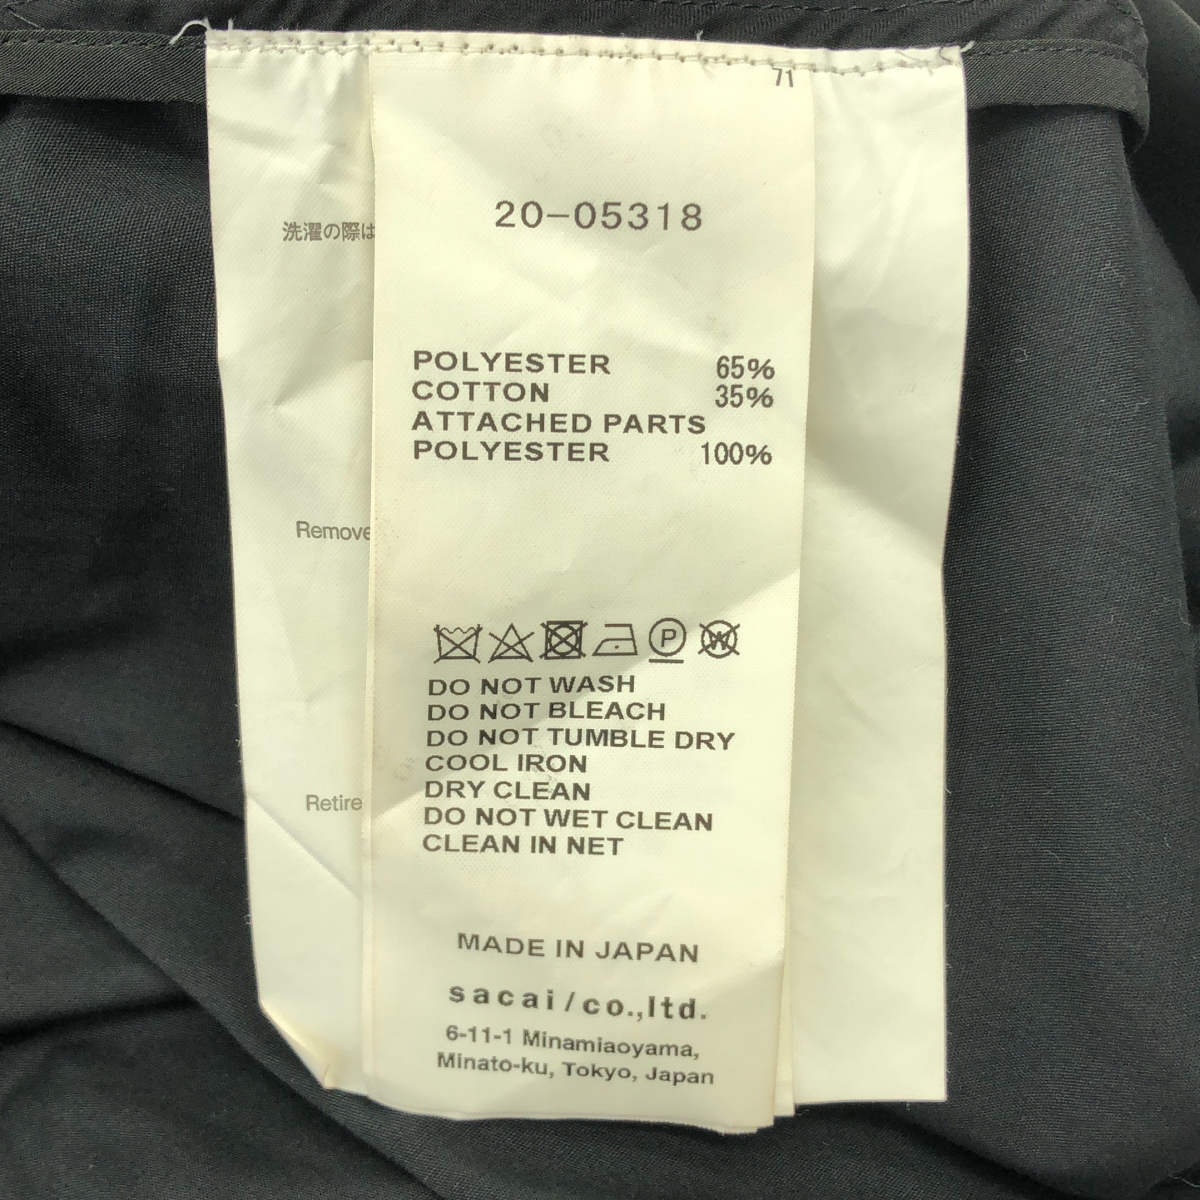 71
20-05318
洗濯の際は
POLYESTER 65%
COTTON 35%
ATTACHED PARTS
POLYESTER 100%
Remove
P
W
DO NOT WASH
DO NOT BLEACH
DO NOT TUMBLE DRY
COOL IRON
DRY CLEAN
DO NOT WET CLEAN
CLEAN IN NET
Retire
MADE IN JAPAN
sacai/co.,ltd.
6-11-1 Minamiaoyama,
Minato-ku, Tokyo, Japan